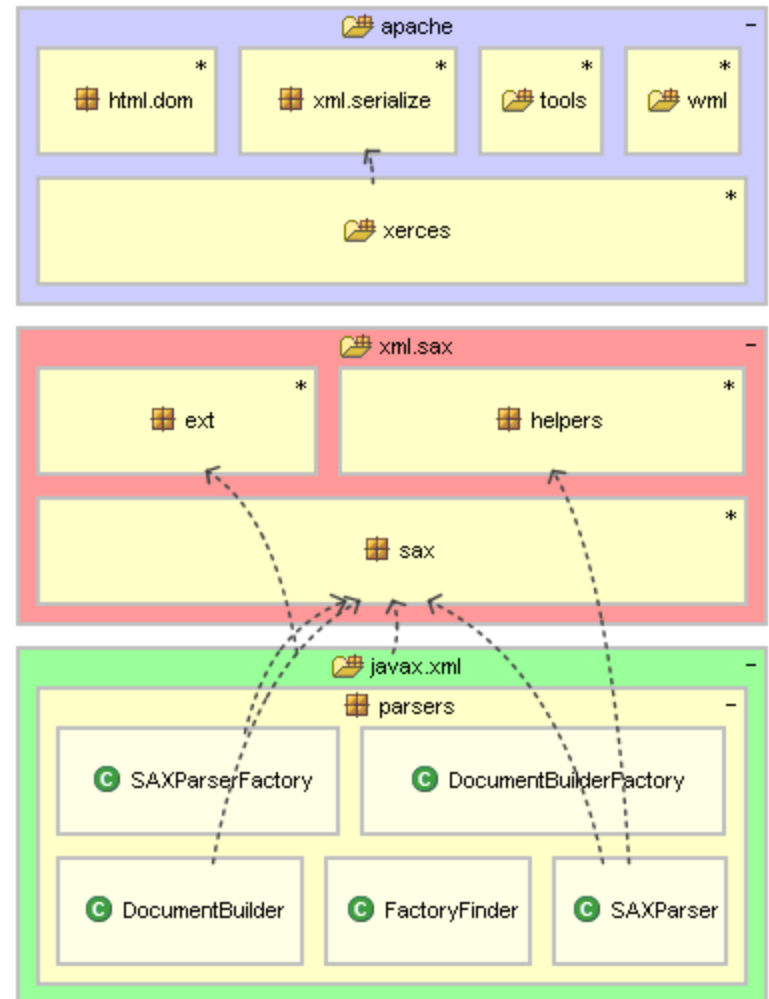 apache –
*
html.dom
*
xml.serialize
*
tools
*
wml
*
xerces
xml.sax –
*
ext
*
helpers
*
sax
javax.xml –
parsers –
C SAXParserFactory
C DocumentBuilderFactory
C DocumentBuilder
C FactoryFinder
C SAXParser